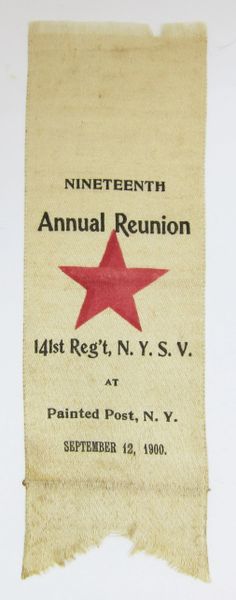 NINETEENTH
Annual Reunion
141st Reg't, N. Y. S. V.
AT
Painted Post, N. Y.
SEPTEMBER 12, 1900.